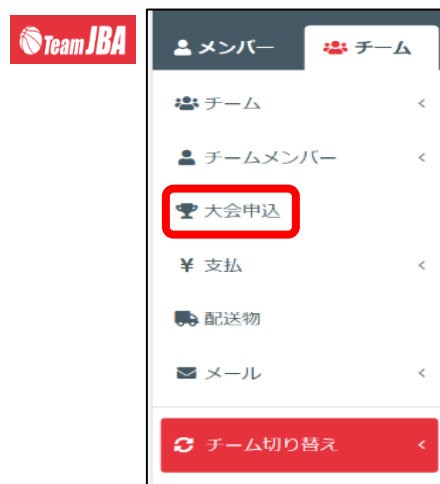 Team JBA
メンバー
チーム
チーム
チームメンバー
大会申込
¥ 支払
配送物
メール
チーム切り替え